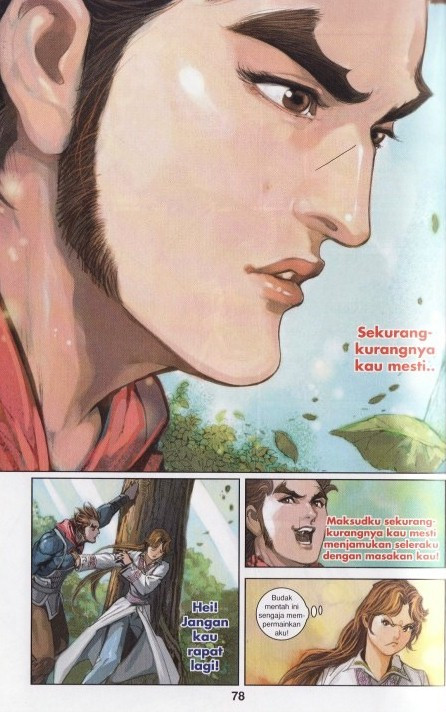 Sekurang-
kurangnya
kau mesti..
Hei!
Jangan
kau
rapat
lagi!
Maksudku sekurang-
kurangnya kau mesti
menjamukan seleraku
dengan masakan kau!
Budak
mentah ini
sengaja mem-
permainkan
aku!
78